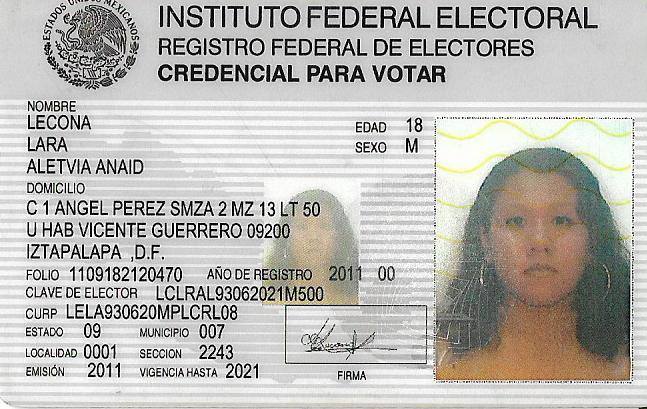 ESTADOS UNIDOS MEXICANOS
INSTITUTO FEDERAL ELECTORAL
REGISTRO FEDERAL DE ELECTORES
CREDENCIAL PARA VOTAR
NOMBRE
LECONA
LARA
ALETVIA ANAID
EDAD 18
SEXO M
DOMICILIO
C 1 ANGEL PEREZ SMZA 2 MZ 13 LT 50
U HAB VICENTE GUERRERO 09200
IZTAPALAPA ,D.F.
FOLIO 1109182120470 AÑO DE REGISTRO 2011 00
CLAVE DE ELECTOR LCLRAL93062021M500
CURP LELA930620MPLCRL08
ESTADO 09 MUNICIPIO 007
LOCALIDAD 0001 SECCION 2243
EMISIÓN 2011 VIGENCIA HASTA 2021
FIRMA